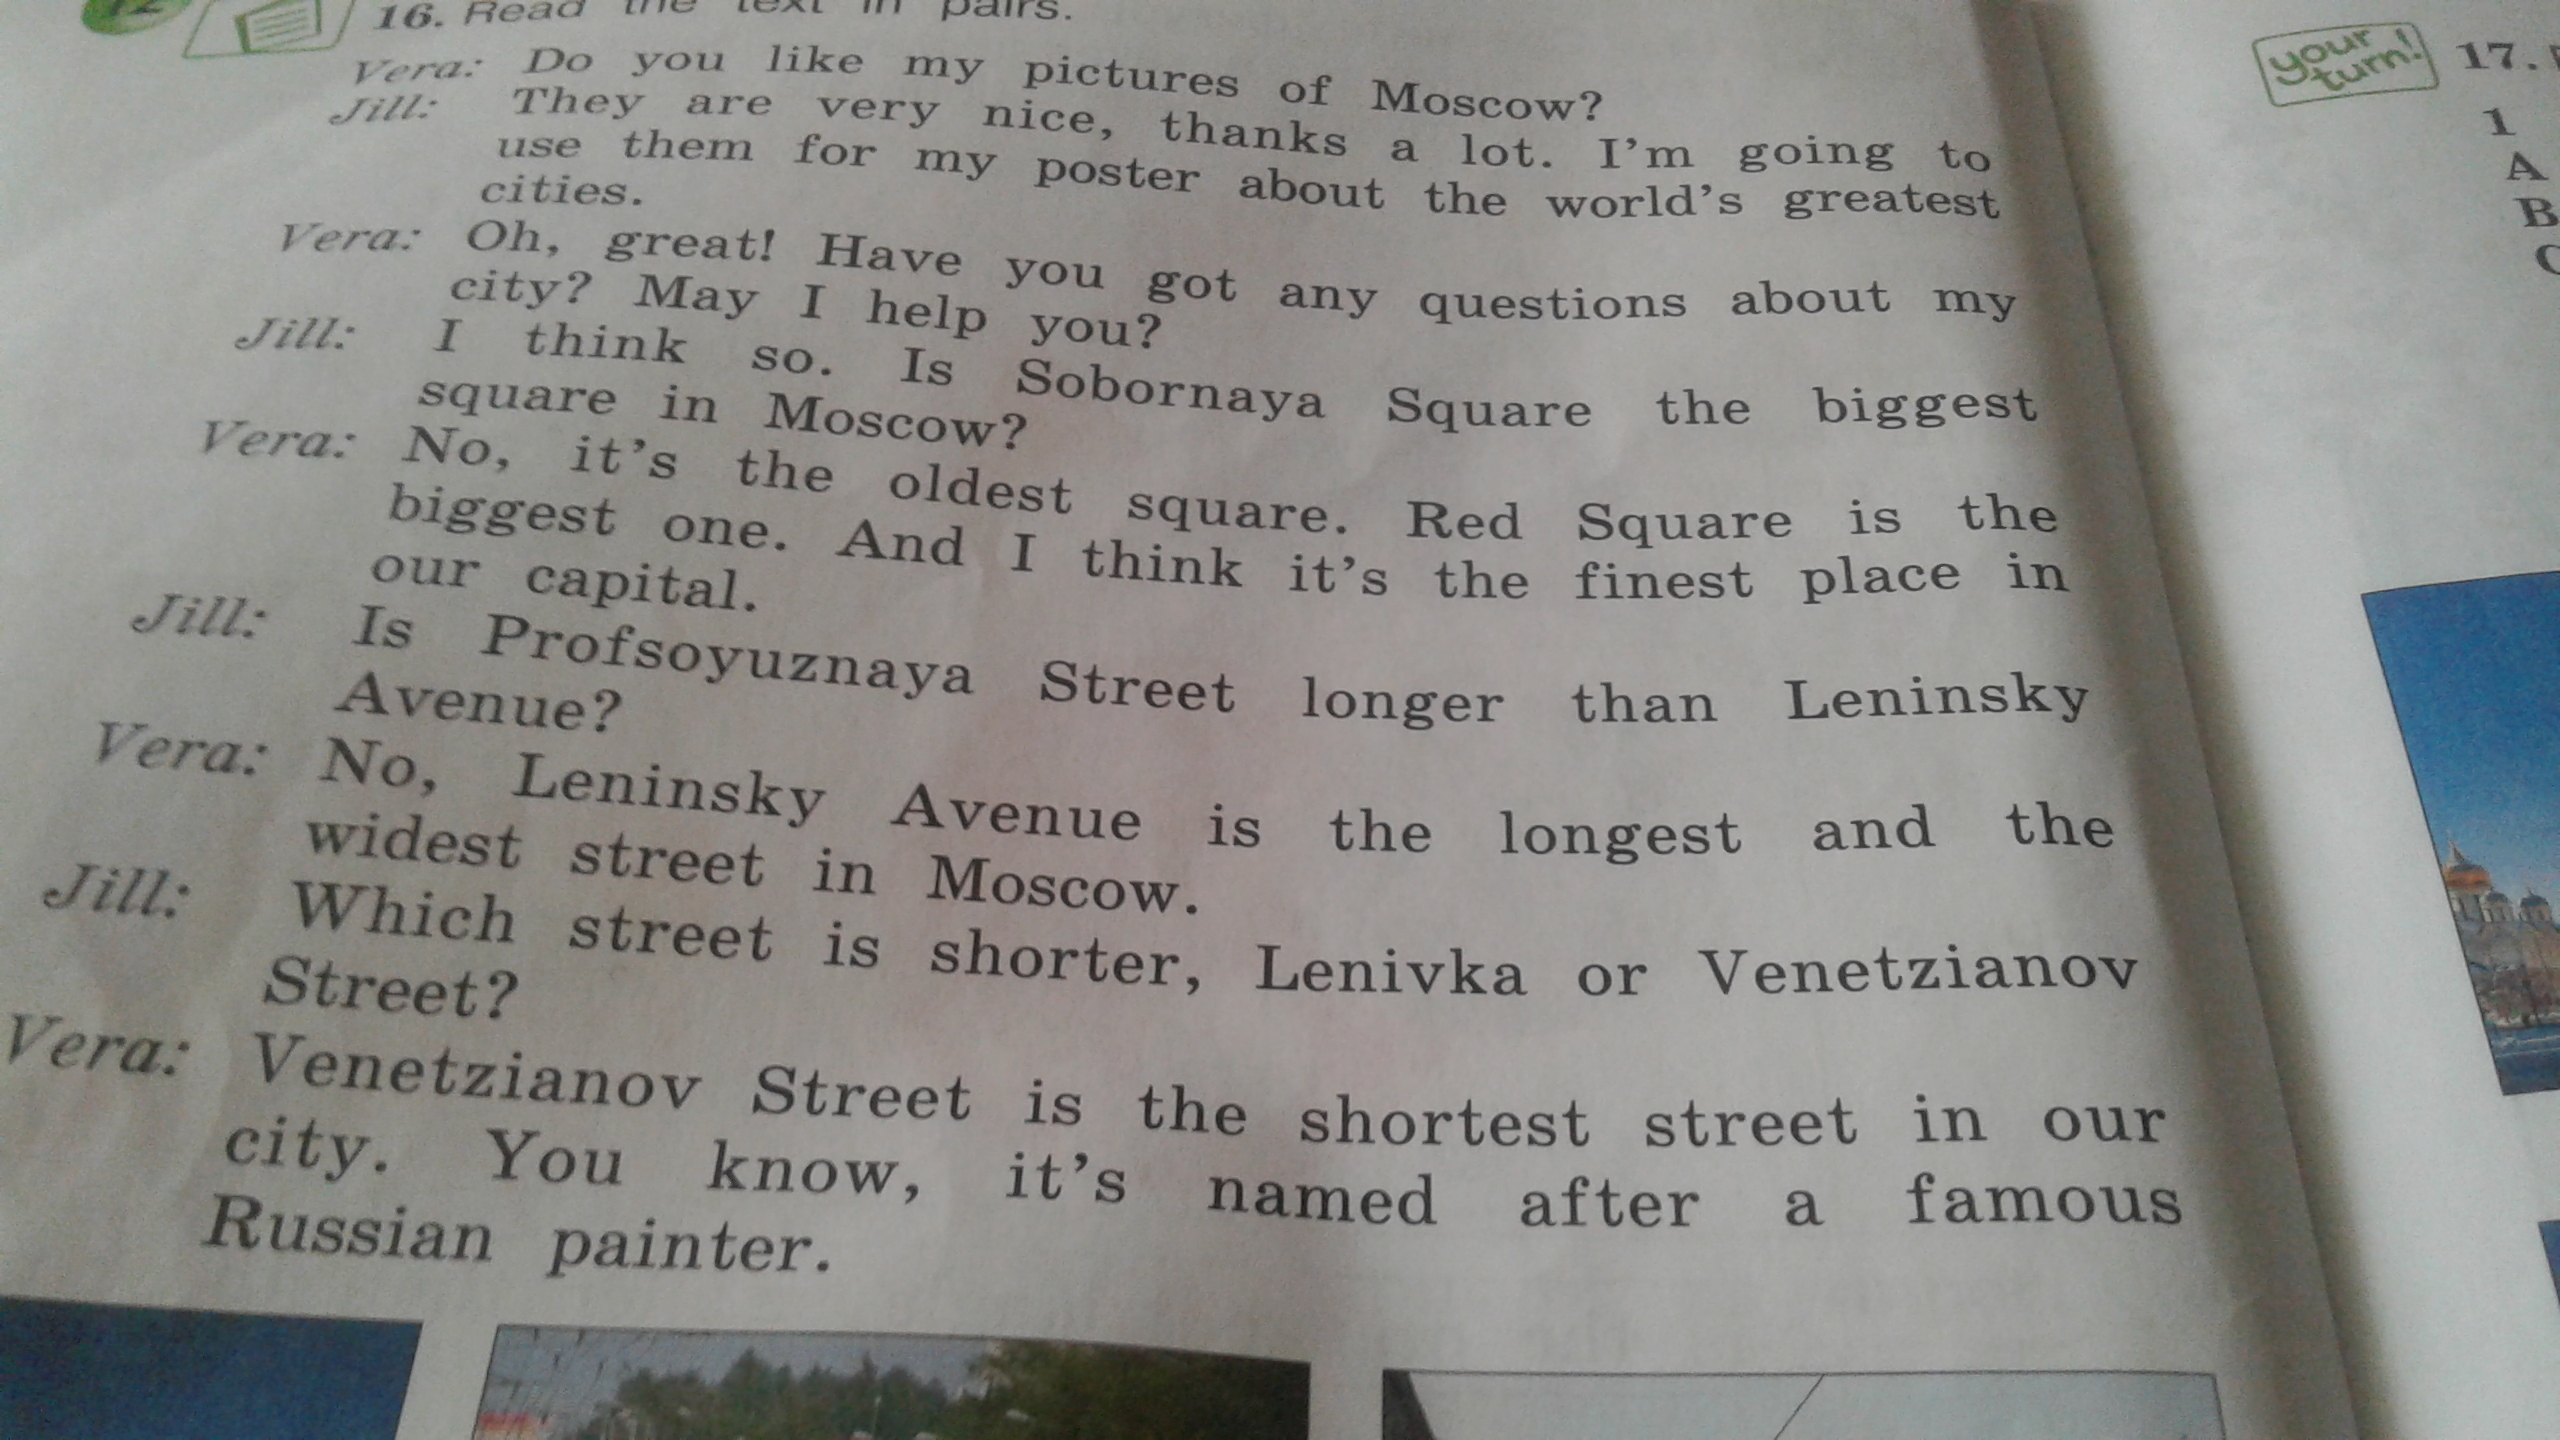 16. Read the text in pairs.
Vera: Do you like my pictures of Moscow?
Jill: They are very nice, thanks a lot. I'm going to
use them for my poster about the world's greatest
cities.
Vera: Oh, great! Have you got any questions about my
city? May I help you?
Jill: I think so. Is Sobornaya Square the biggest
square in Moscow?
Vera: No, it's the oldest square. Red Square is the
biggest one. And I think it's the finest place in
our capital.
Jill: Is Profsoyuznaya Street longer than Leninsky
Avenue?
Vera: No, Leninsky Avenue is the longest and the
widest street in Moscow.
Jill: Which street is shorter, Lenivka or Venetzianov
Street?
Vera: Venetzianov Street is the shortest street in our
city. You know, it's named after a famous
Russian painter.
your
turn!
17.
1
A
B
C